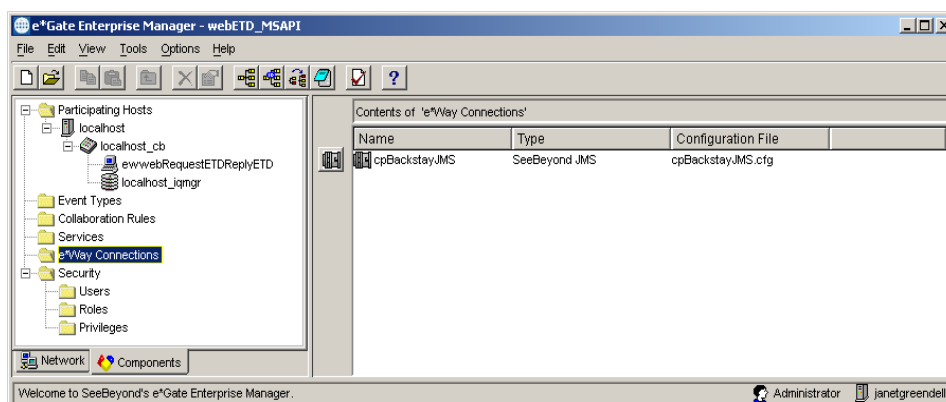 e*Gate Enterprise Manager - webETD_MSAPI
File Edit View Tools Options Help
Participating Hosts
localhost
localhost_cb
ewwebRequestETDReplyETD
localhost_iqmgr
Event Types
Collaboration Rules
Services
e*Way Connections
Security
Users
Roles
Privileges
Network Components
Contents of 'e*Way Connections'
Name Type Configuration File
cpBackstayJMS SeeBeyond JMS cpBackstayJMS.cfg
Welcome to SeeBeyond's e*Gate Enterprise Manager. Administrator janetgreendell